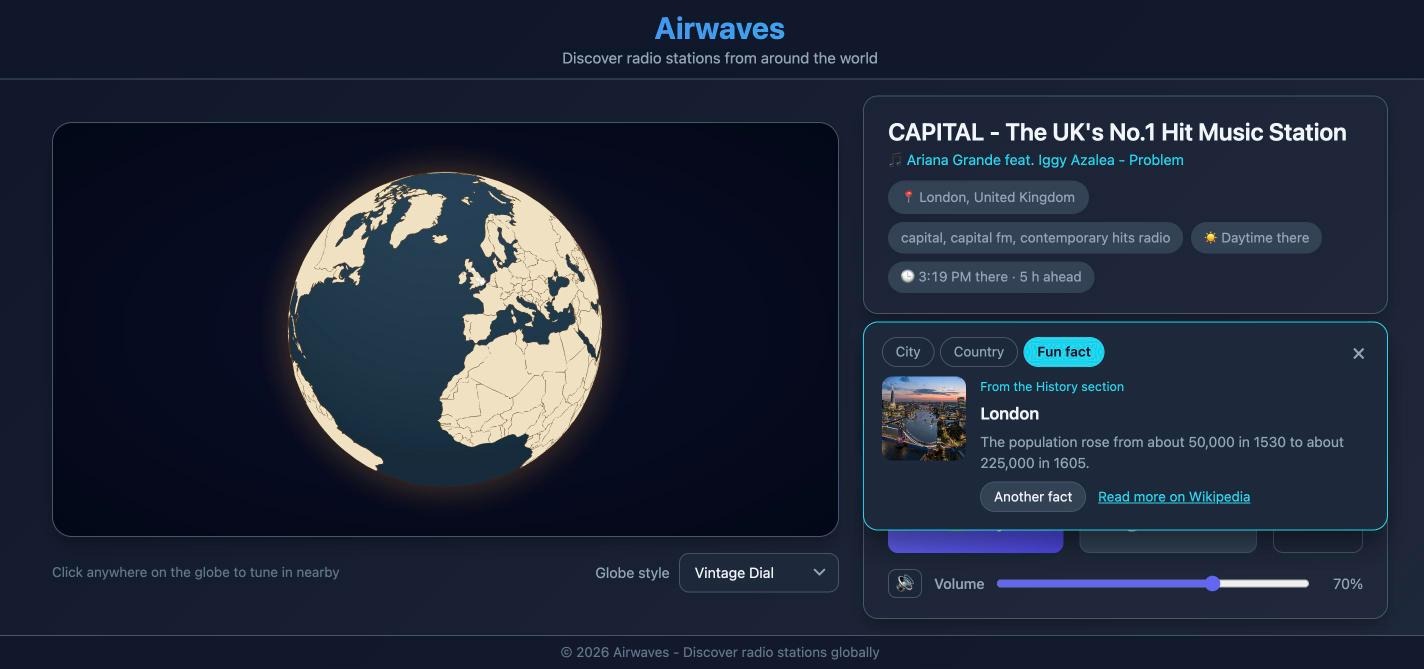 Airwaves
Discover radio stations from around the world
CAPITAL - The UK's No.1 Hit Music Station
Ariana Grande feat. Iggy Azalea - Problem
London, United Kingdom
capital, capital fm, contemporary hits radio
Daytime there
3:19 PM there · 5 h ahead
City
Country
Fun fact
×
From the History section
London
The population rose from about 50,000 in 1530 to about
225,000 in 1605.
Another fact
Read more on Wikipedia
Click anywhere on the globe to tune in nearby
Globe style
Vintage Dial
Volume
70%
© 2026 Airwaves - Discover radio stations globally